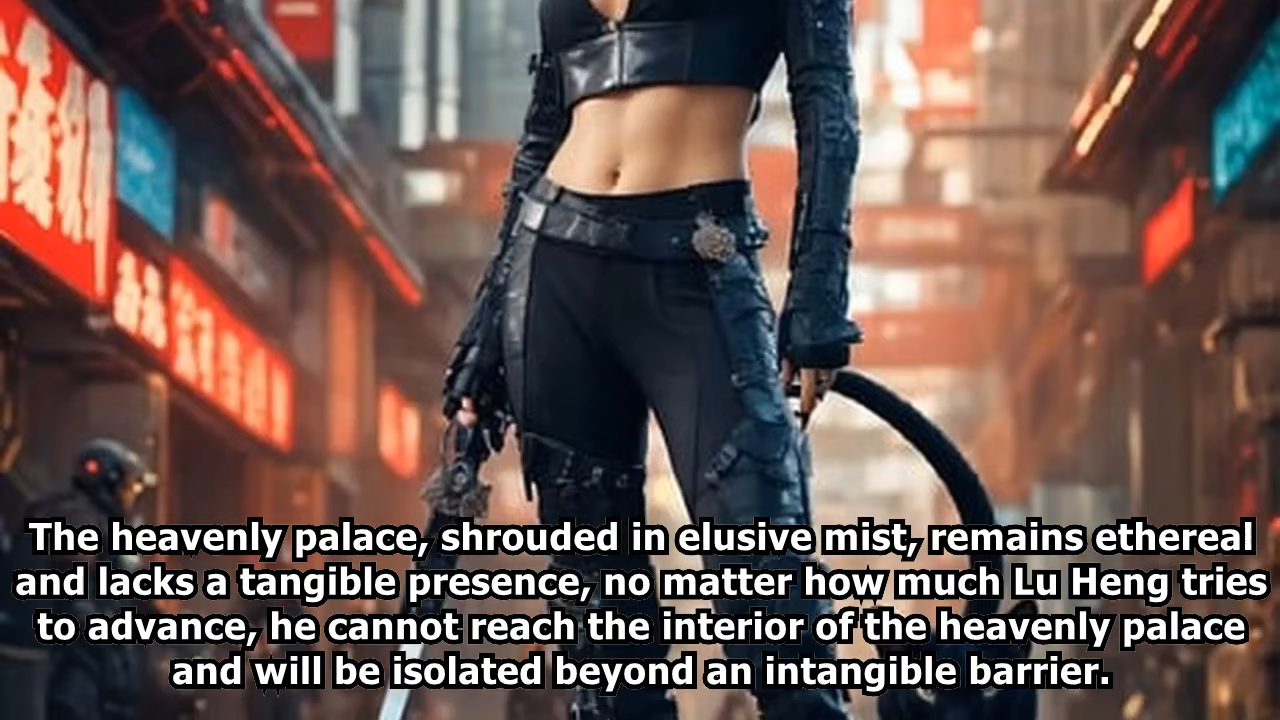 The heavenly palace, shrouded in elusive mist, remains ethereal
and lacks a tangible presence, no matter how much Lu Heng tries
to advance, he cannot reach the interior of the heavenly palace
and will be isolated beyond an intangible barrier.